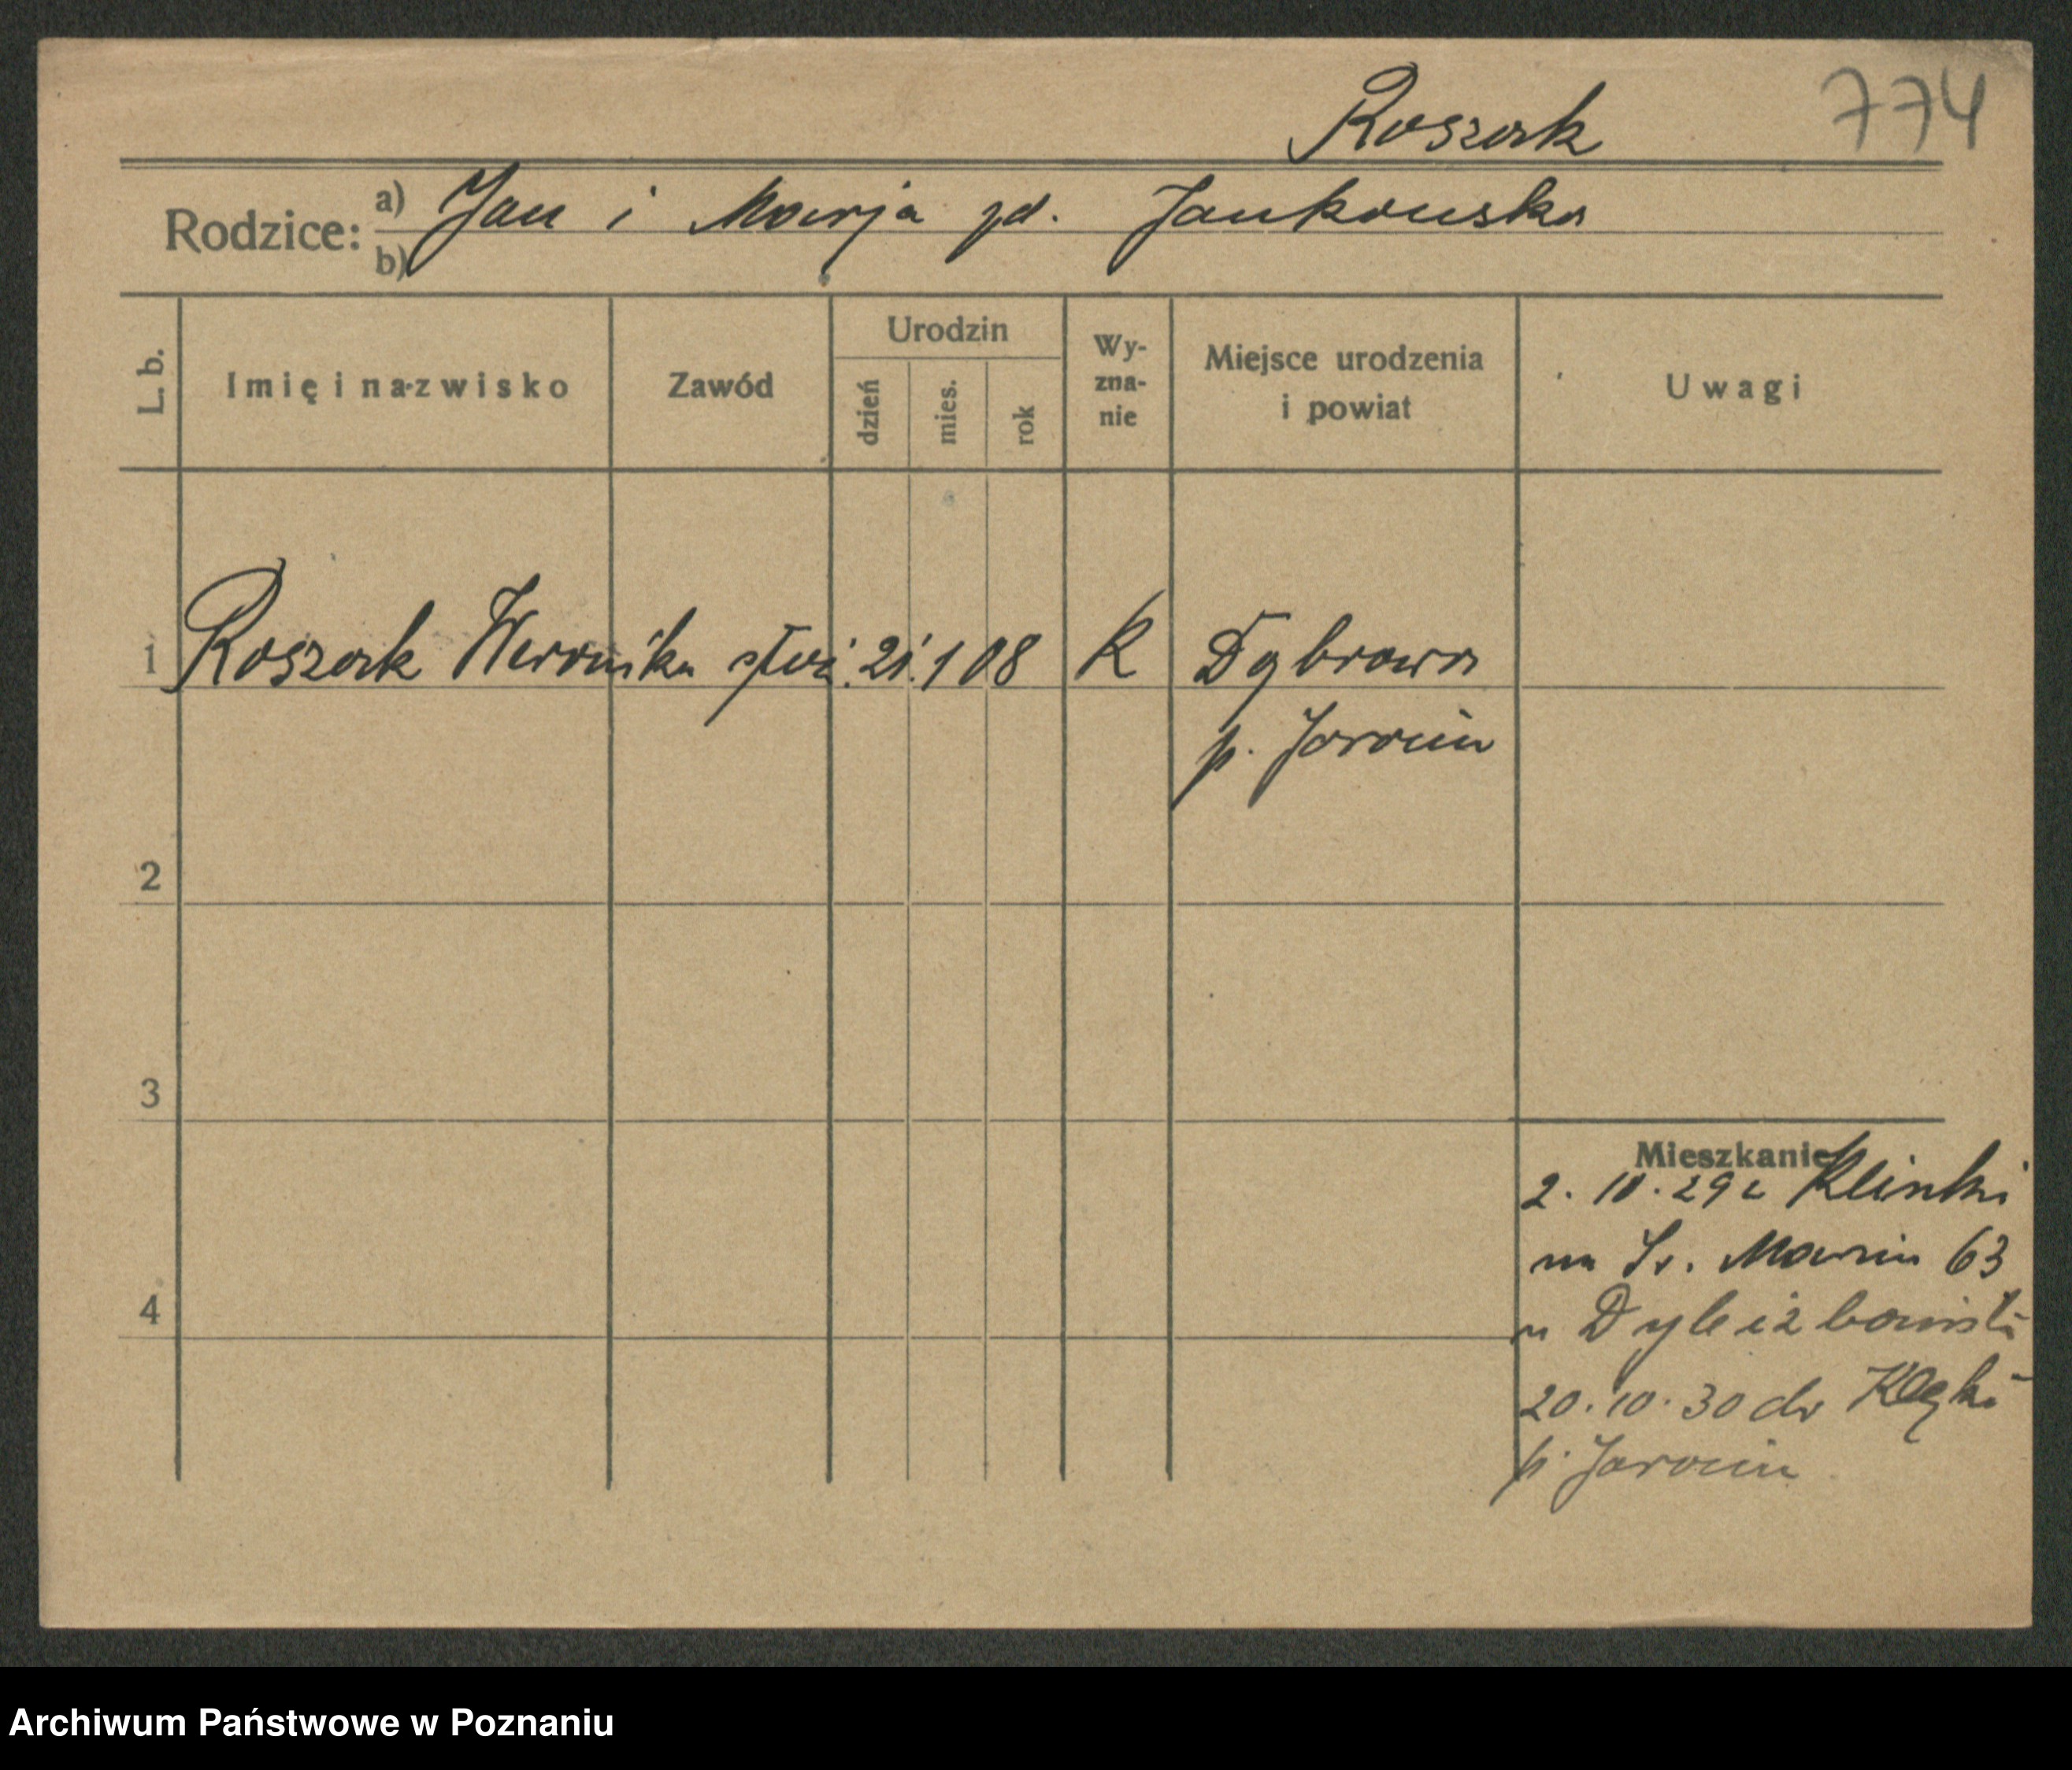 Roszak
774
Rodzice: a) Jan i Marja zd. Jankowska
b)
L. b.
Imię i nazwisko
Zawód
Urodzin
dzień
mies.
rok
Wy-
zna-
nie
Miejsce urodzenia
i powiat
Uwagi
1 Roszak Weronika służ. 21. 1 08 K Dąbrowa
p. Jarocin
2
3
Mieszkanie
2. 10. 29 z Klinki
na Św. Marcin 63
4
u
20. 10. 30 do Klęki
p. Jarocin
Archiwum Państwowe w Poznaniu